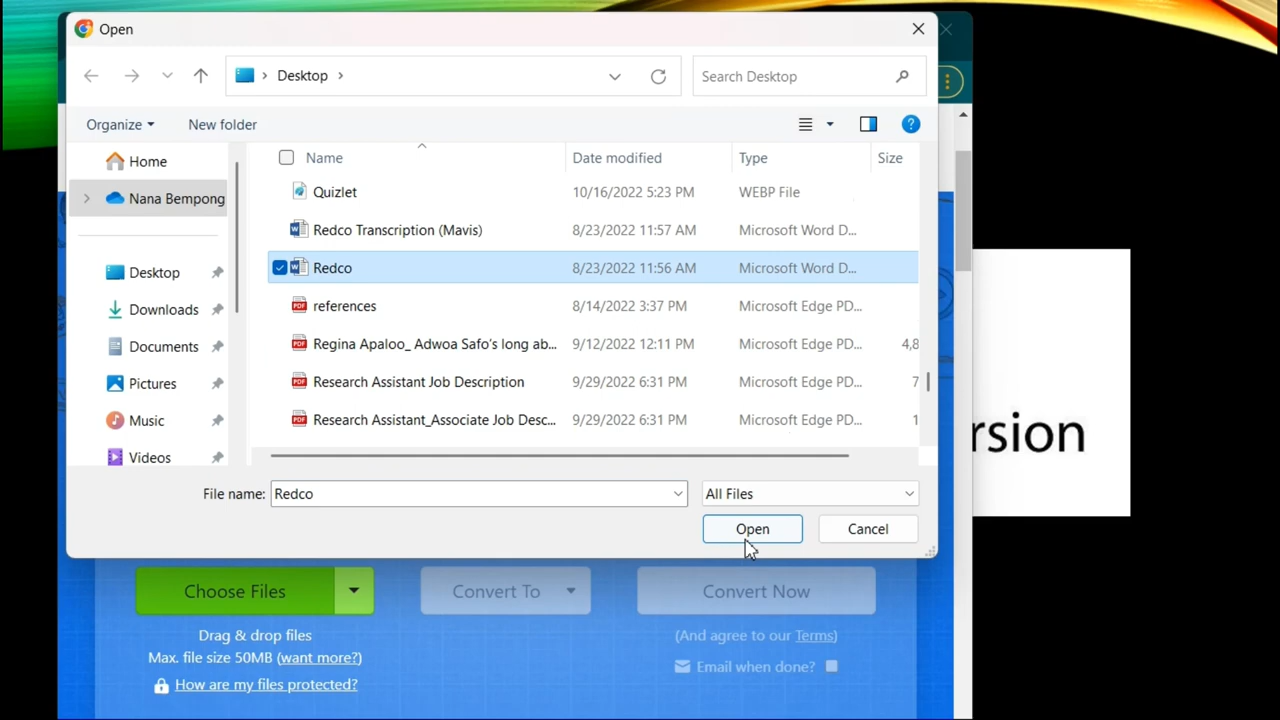 Open
Desktop
Search Desktop
Organize
New folder
Name
Date modified
Type
Size
Home
Nana Bempong
Desktop
Downloads
Documents
Pictures
Music
Videos
Quizlet 10/16/2022 5:23 PM WEBP File
Redco Transcription (Mavis) 8/23/2022 11:57 AM Microsoft Word D...
Redco 8/23/2022 11:56 AM Microsoft Word D...
references 8/14/2022 3:37 PM Microsoft Edge PD...
Regina Apaloo_ Adwoa Safo's long ab... 9/12/2022 12:11 PM Microsoft Edge PD... 4,8
Research Assistant Job Description 9/29/2022 6:31 PM Microsoft Edge PD... 7
Research Assistant_Associate Job Desc... 9/29/2022 6:31 PM Microsoft Edge PD... 1
File name: Redco
All Files
Open
Cancel
rsion
Choose Files
Convert To
Convert Now
Drag & drop files
Max. file size 50MB (want more?)
How are my files protected?
(And agree to our Terms)
Email when done?